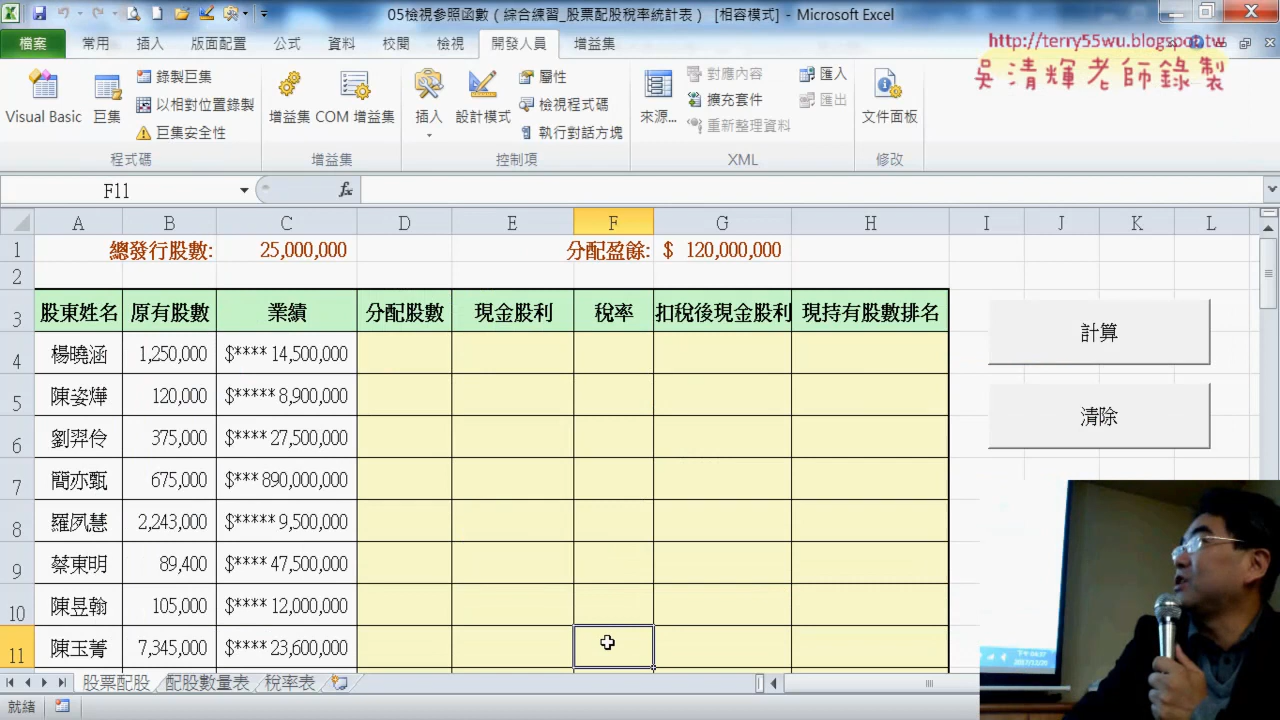 05檢視參照函數（綜合練習_股票配股稅率統計表） [相容模式] - Microsoft Excel
檔案 常用 插入 版面配置 公式 資料 校閱 檢視 開發人員 增益集
http://terry55wu.blogspot.tw
吳清輝老師錄製
Visual Basic 巨集 錄製巨集 以相對位置錄製 巨集安全性
增益集 COM 增益集
插入 設計模式 屬性 檢視程式碼 執行對話方塊
來源... 對應內容 擴充套件 重新整理資料 匯入 匯出
文件面板
程式碼 增益集 控制項 XML 修改
F11 fx
A B C D E F G H I J K L
1 總發行股數: 25,000,000 分配盈餘: $ 120,000,000
2
3 股東姓名 原有股數 業績 分配股數 現金股利 稅率 扣稅後現金股利 現持有股數排名
4 楊曉涵 1,250,000 $**** 14,500,000
5 陳姿燁 120,000 $***** 8,900,000
6 劉羿伶 375,000 $**** 27,500,000
7 簡亦甄 675,000 $*** 890,000,000
8 羅夙慧 2,243,000 $***** 9,500,000
9 蔡東明 89,400 $**** 47,500,000
10 陳昱翰 105,000 $**** 12,000,000
11 陳玉菁 7,345,000 $**** 23,600,000
計算
清除
股票配股 配股數量表 稅率表
就緒
2017/12/20